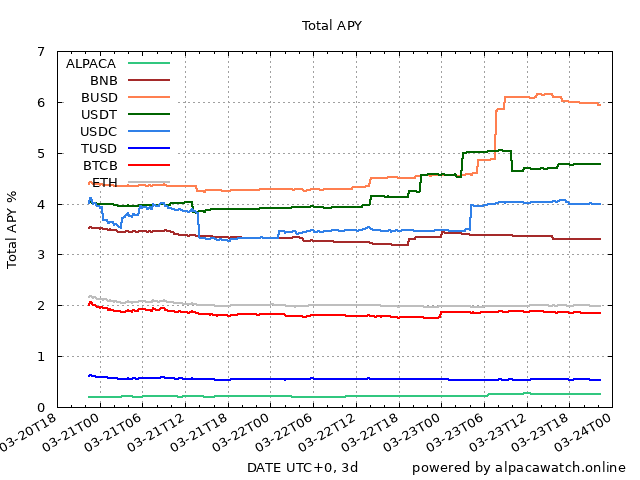 Total APY
Total APY %
7
6
5
4
3
2
1
0
ALPACA
BNB
BUSD
USDT
USDC
TUSD
BTCB
ETH
03-20T18
03-21T00
03-21T06
03-21T12
03-21T18
03-22T00
03-22T06
03-22T12
03-22T18
03-23T00
03-23T06
03-23T12
03-23T18
03-24T00
DATE UTC+0, 3d
powered by alpacawatch.online